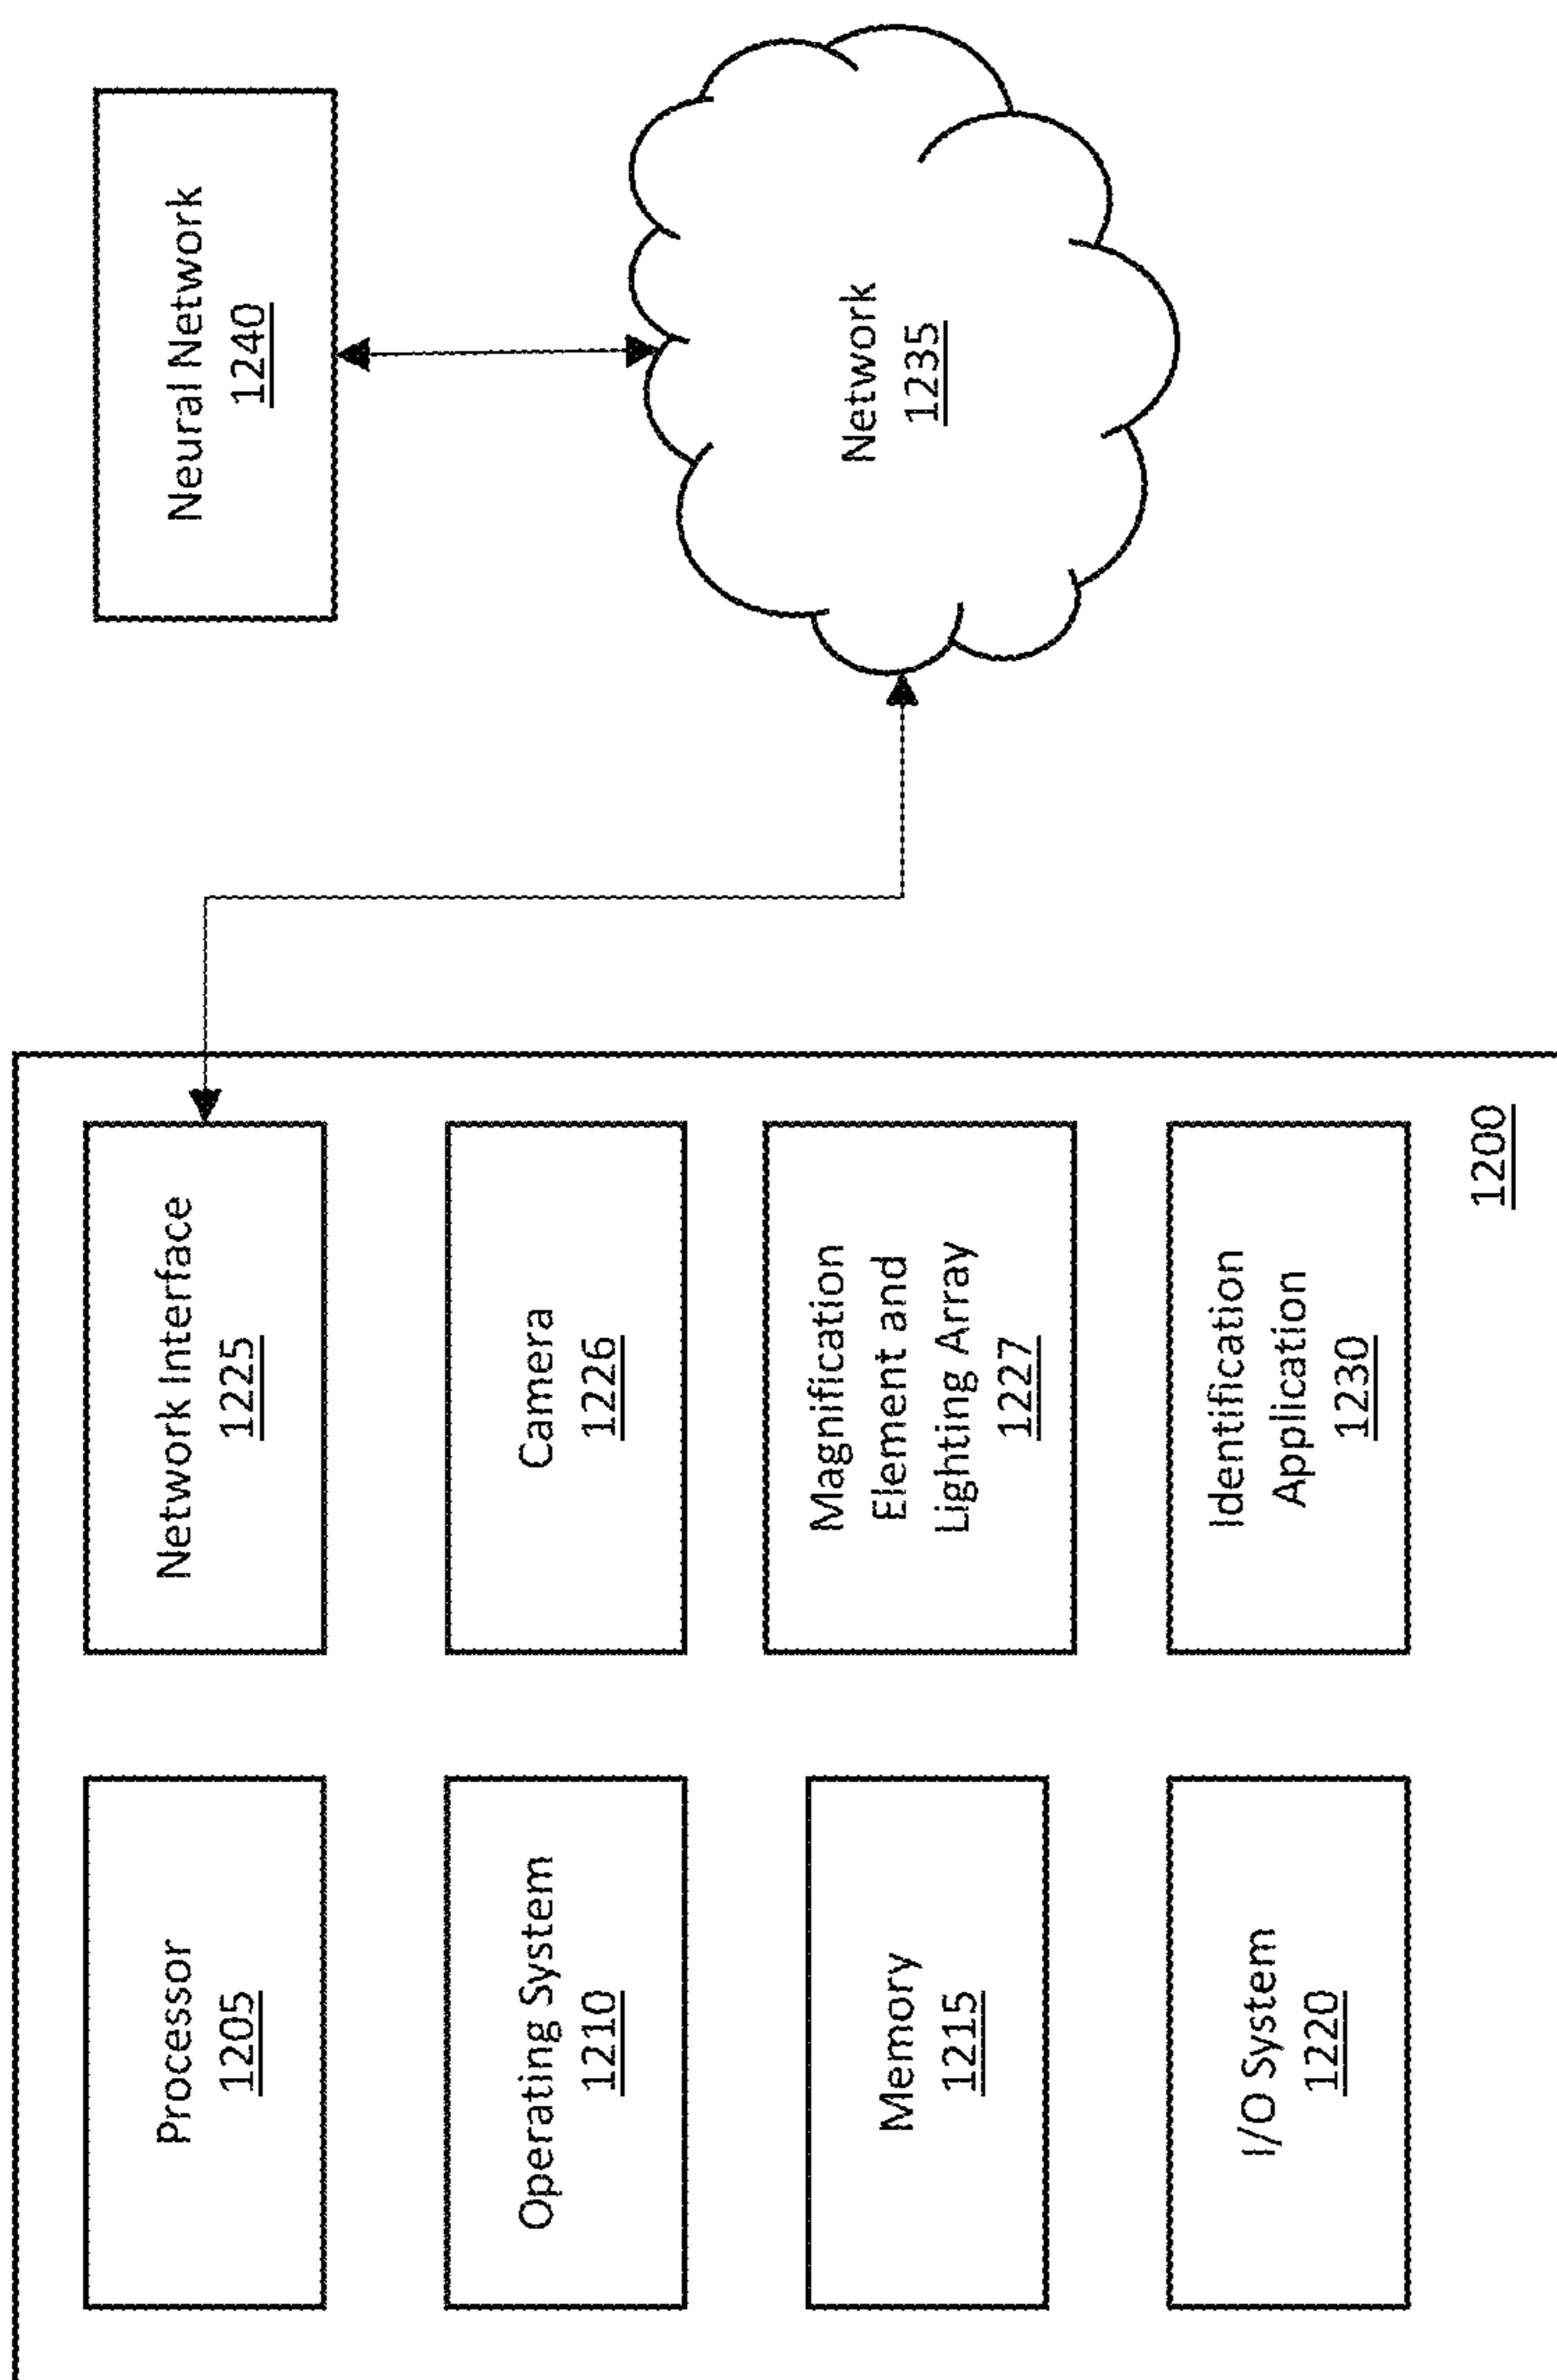 Processor
1205
Network Interface
1225
Operating System
1210
Camera
1226
Memory
1215
Magnification
Element and
Lighting Array
1227
I/O System
1220
Identification
Application
1230
1200
Neural Network
1240
Network
1235